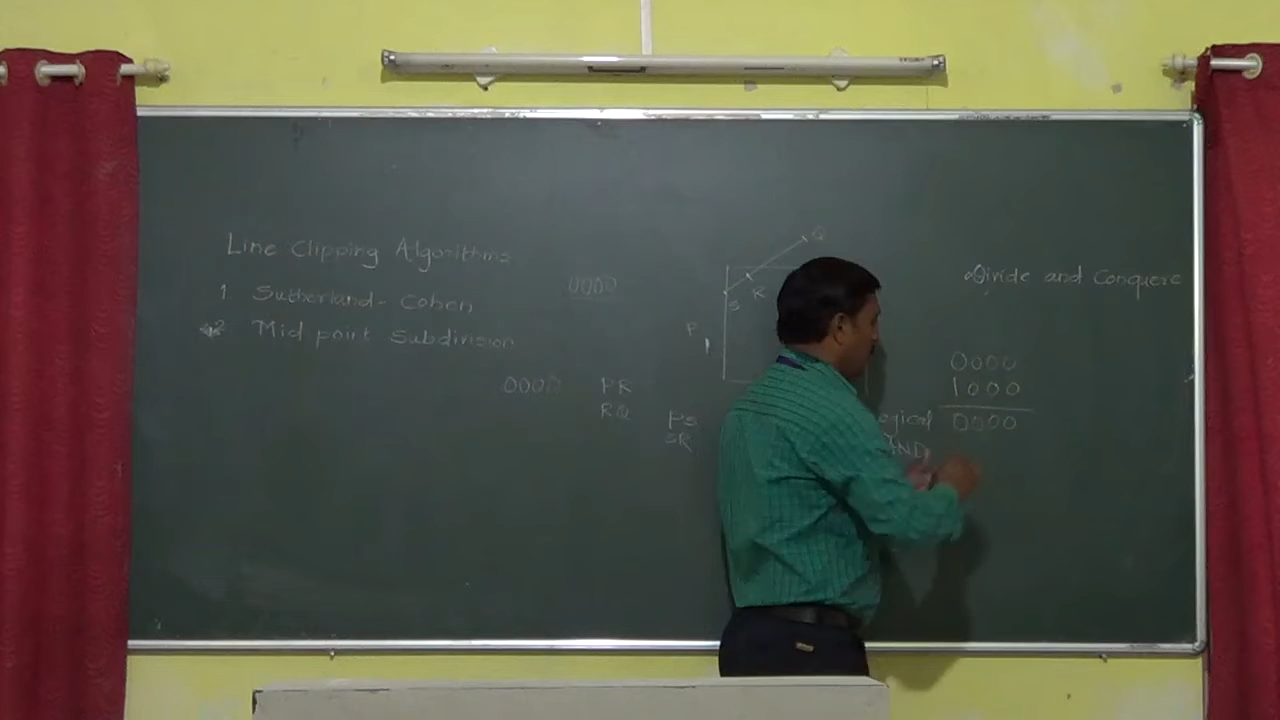 Line Clipping Algorithms
1. Sutherland-Cohen
2 Mid point Subdivision
0000
0000 PR
RQ
PS
SR
Q
R
S
P
Divide and Conquere
0000
1000
0000
gical
AND